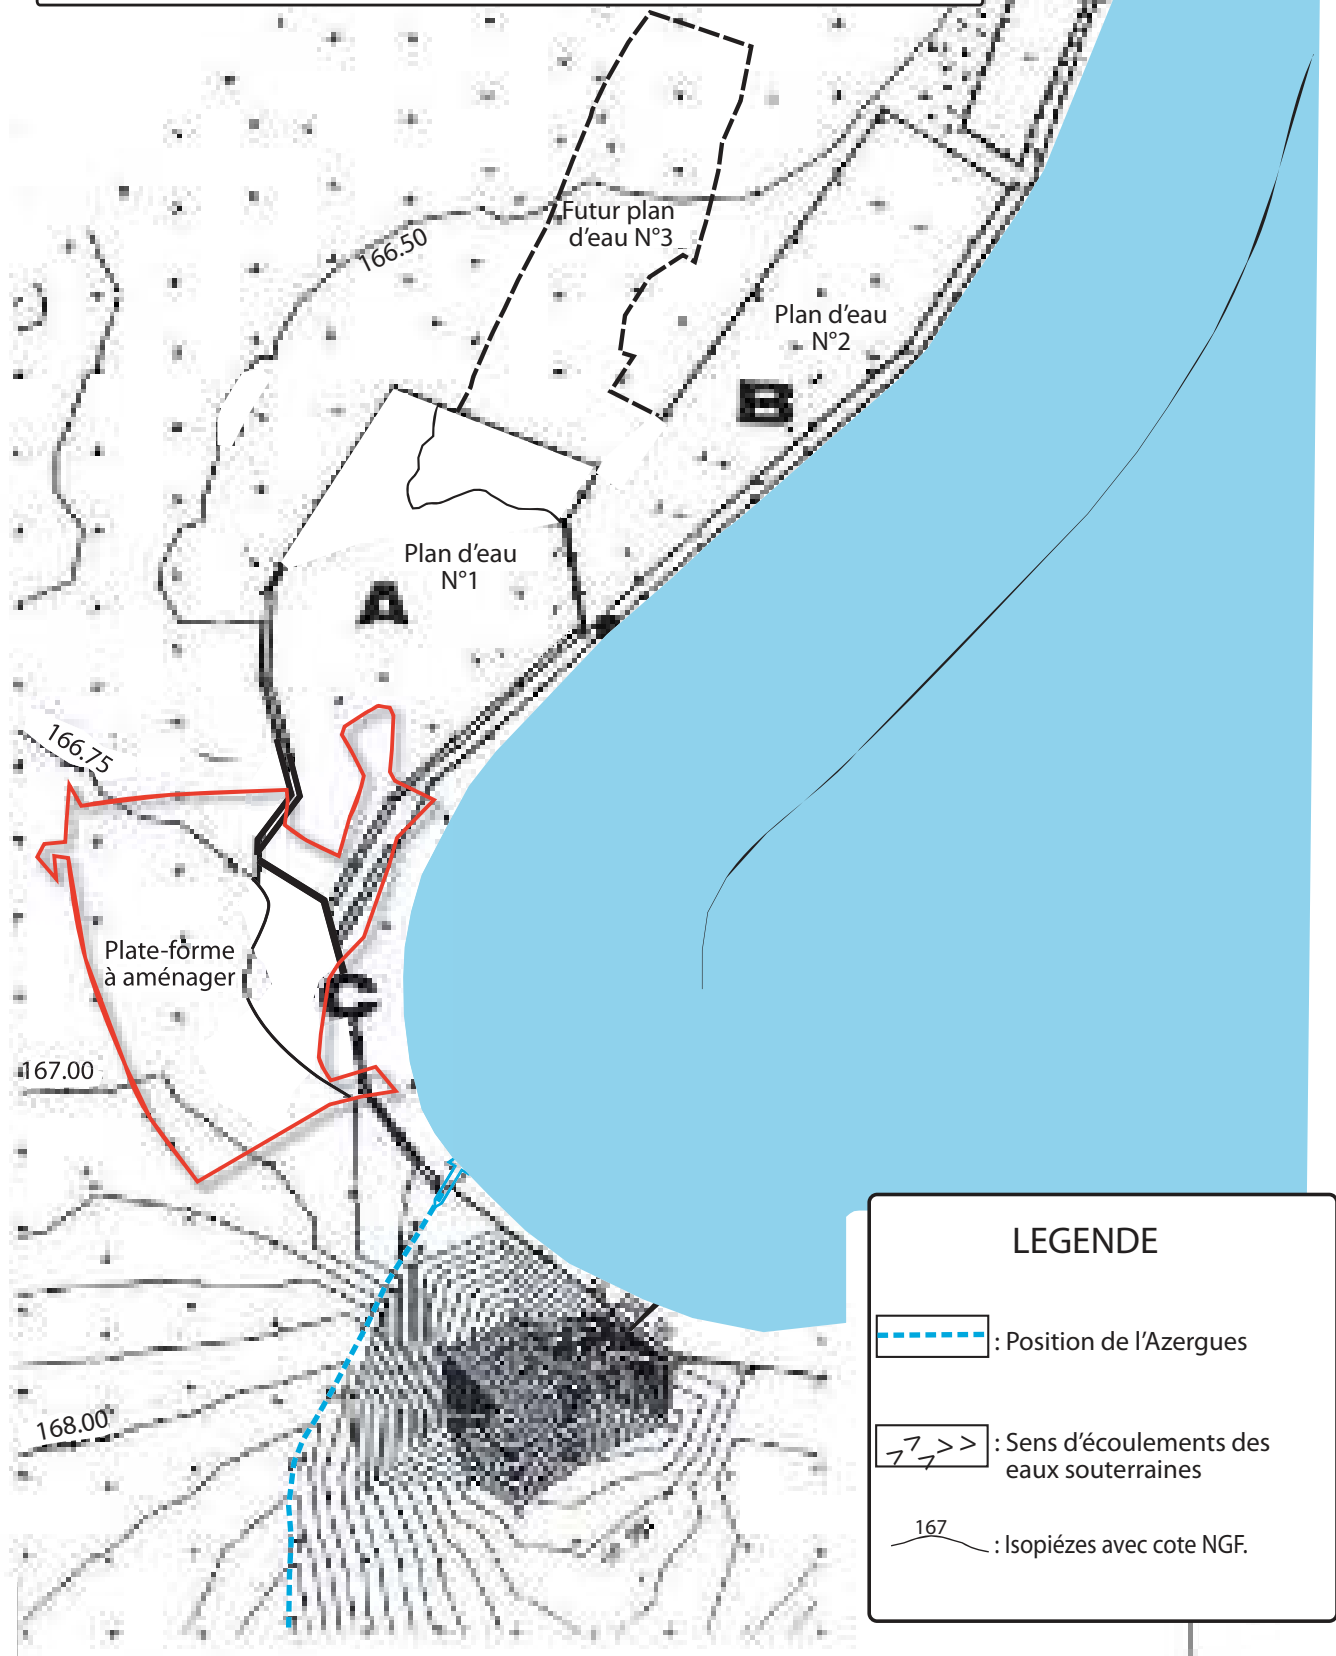 Futur plan
d'eau N°3
166.50
Plan d'eau
N°2
B
Plan d'eau
N°1
A
166.75
Plate-forme
à aménager
C
167.00
168.00
LEGENDE
: Position de l'Azergues
: Sens d'écoulements des
eaux souterraines
167
: Isopiézes avec cote NGF.